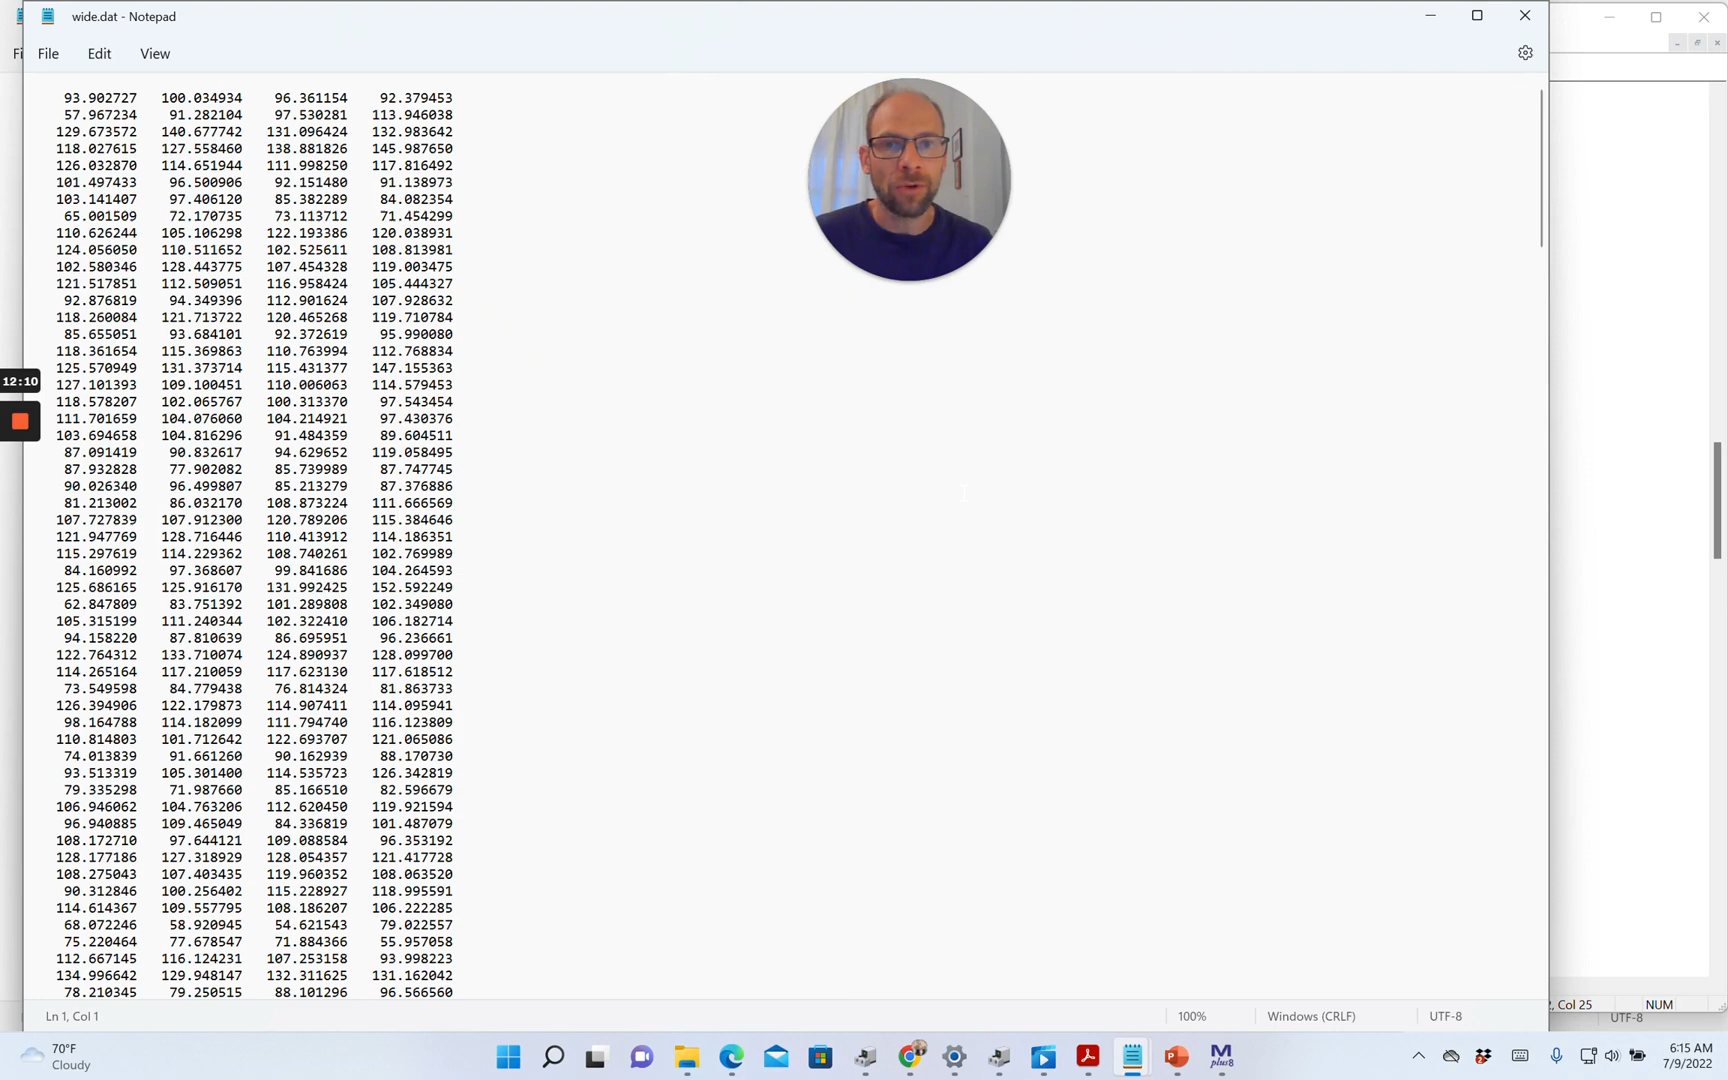 wide.dat - Notepad
Fi File Edit View
93.902727 100.034934 96.361154 92.379453
57.967234 91.282104 97.530281 113.946038
129.673572 140.677742 131.096424 132.983642
118.027615 127.558460 138.881826 145.987650
126.032870 114.651944 111.998250 117.816492
101.497433 96.500906 92.151480 91.138973
103.141407 97.406120 85.382289 84.082354
65.001509 72.170735 73.113712 71.454299
110.626244 105.106298 122.193386 120.038931
124.056050 110.511652 102.525611 108.813981
102.580346 128.443775 107.454328 119.003475
121.517851 112.509051 116.958424 105.444327
92.876819 94.349396 112.901624 107.928632
118.260084 121.713722 120.465268 119.710784
85.655051 93.684101 92.372619 95.990080
118.361654 115.369863 110.763994 112.768834
125.570949 131.373714 115.431377 147.155363
12:10
127.101393 109.100451 110.006063 114.579453
118.578207 102.065767 100.313370 97.543454
111.701659 104.076060 104.214921 97.430376
103.694658 104.816296 91.484359 89.604511
87.091419 90.832617 94.629652 119.058495
87.932828 77.902082 85.739989 87.747745
90.026340 96.499807 85.213279 87.376886
81.213002 86.032170 108.873224 111.666569
107.727839 107.912300 120.789206 115.384646
121.947769 128.716446 110.413912 114.186351
115.297619 114.229362 108.740261 102.769989
84.160992 97.368607 99.841686 104.264593
125.686165 125.916170 131.992425 152.592249
62.847809 83.751392 101.289808 102.349080
105.315199 111.240344 102.322410 106.182714
94.158220 87.810639 86.695951 96.236661
122.764312 133.710074 124.890937 128.099700
114.265164 117.210059 117.623130 117.618512
73.549598 84.779438 76.814324 81.863733
126.394906 122.179873 114.907411 114.095941
98.164788 114.182099 111.794740 116.123809
110.814803 101.712642 122.693707 121.065086
74.013839 91.661260 90.162939 88.170730
93.513319 105.301400 114.535723 126.342819
79.335298 71.987660 85.166510 82.596679
106.946062 104.763206 112.620450 119.921594
96.940885 109.465049 84.336819 101.487079
108.172710 97.644121 109.088584 96.353192
128.177186 127.318929 128.054357 121.417728
108.275043 107.403435 119.960352 108.063520
90.312846 100.256402 115.228927 118.995591
114.614367 109.557795 108.186207 106.222285
68.072246 58.920945 54.621543 79.022557
75.220464 77.678547 71.884366 55.957058
112.667145 116.124231 107.253158 93.998223
134.996642 129.948147 132.311625 131.162042
78.210345 79.250515 88.101296 96.566560
Col 25 NUM
Ln 1, Col 1 100% Windows (CRLF) UTF-8 UTF-8
70°F
Cloudy
M
plus8
6:15 AM
7/9/2022